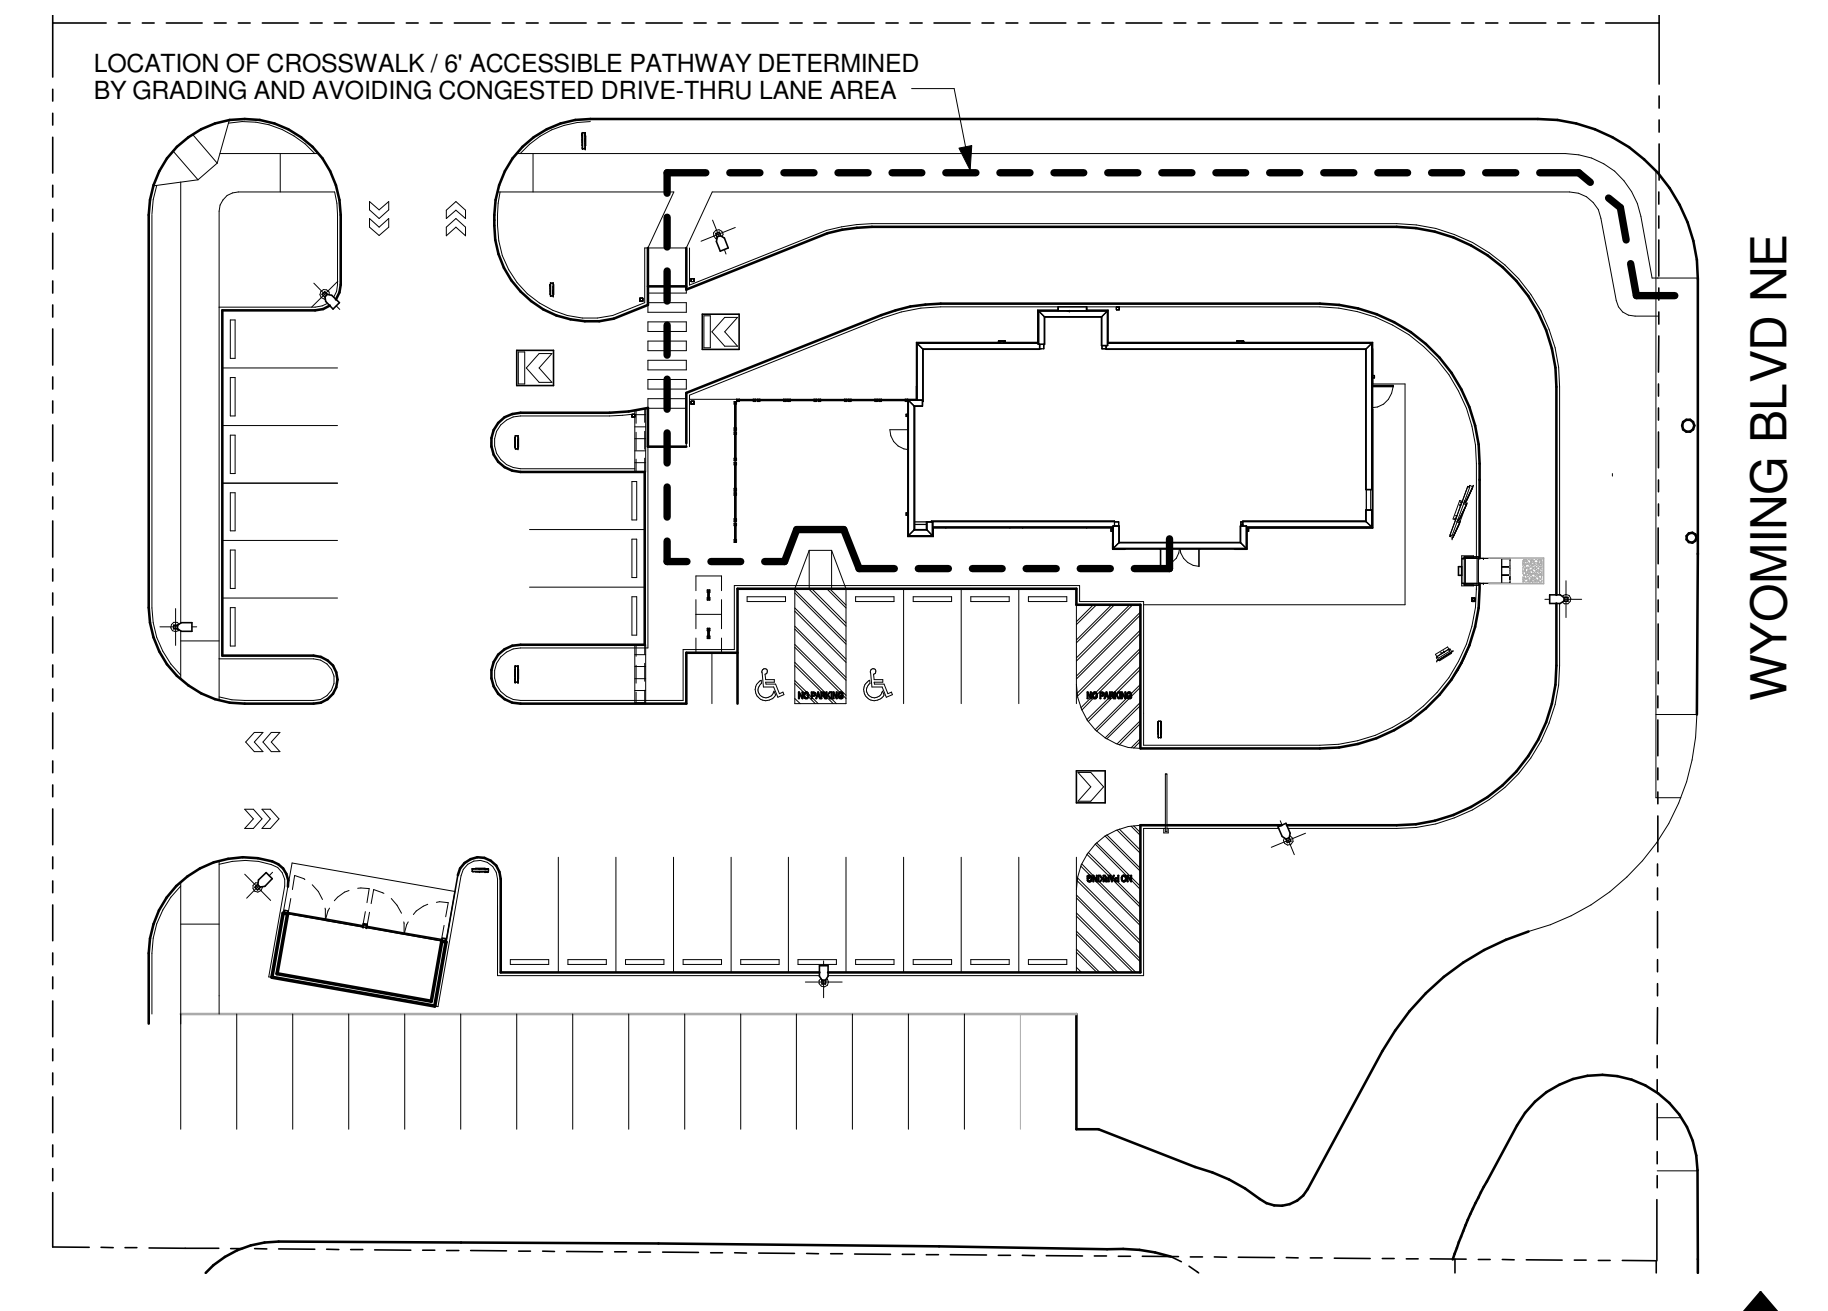 LOCATION OF CROSSWALK / 6' ACCESSIBLE PATHWAY DETERMINED
BY GRADING AND AVOIDING CONGESTED DRIVE-THRU LANE AREA
WYOMING BLVD NE
NO PARKING
NO PARKING
NO PARKING